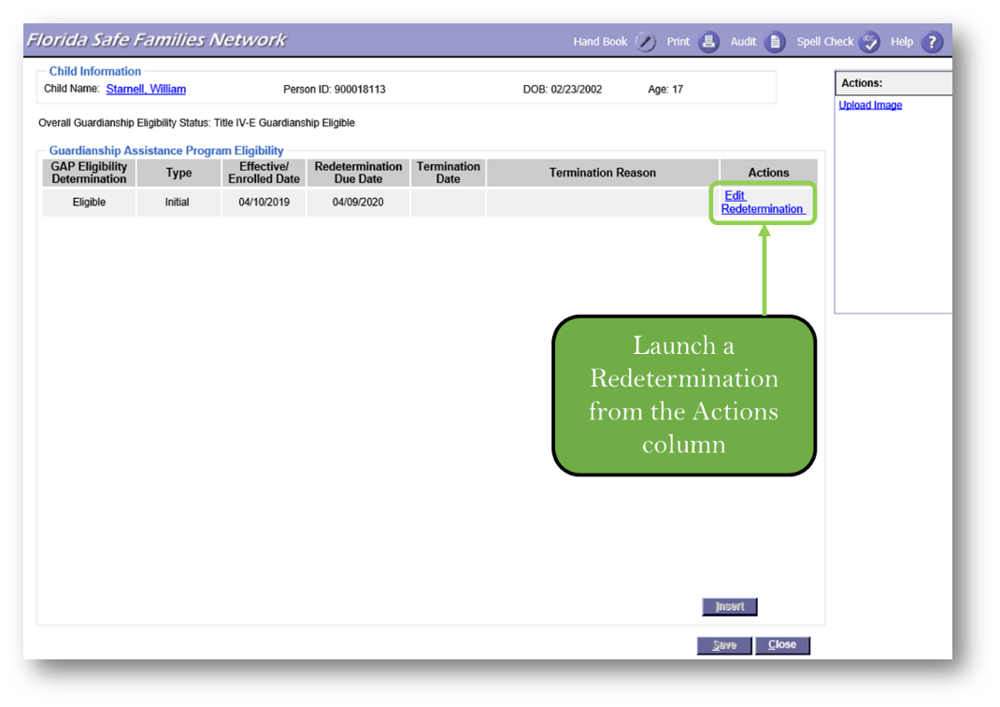 Florida Safe Families Network
Hand Book Print Audit Spell Check Help ?
Child Information
Child Name: Starnell, William Person ID: 900018113 DOB: 02/23/2002 Age: 17
Actions:
Upload Image
Overall Guardianship Eligibility Status: Title IV-E Guardianship Eligible
Guardianship Assistance Program Eligibility
GAP Eligibility Determination Type Effective/ Enrolled Date Redetermination Due Date Termination Date Termination Reason Actions
Eligible Initial 04/10/2019 04/09/2020 Edit
Redetermination
Launch a
Redetermination
from the Actions
column
Insert
Save Close